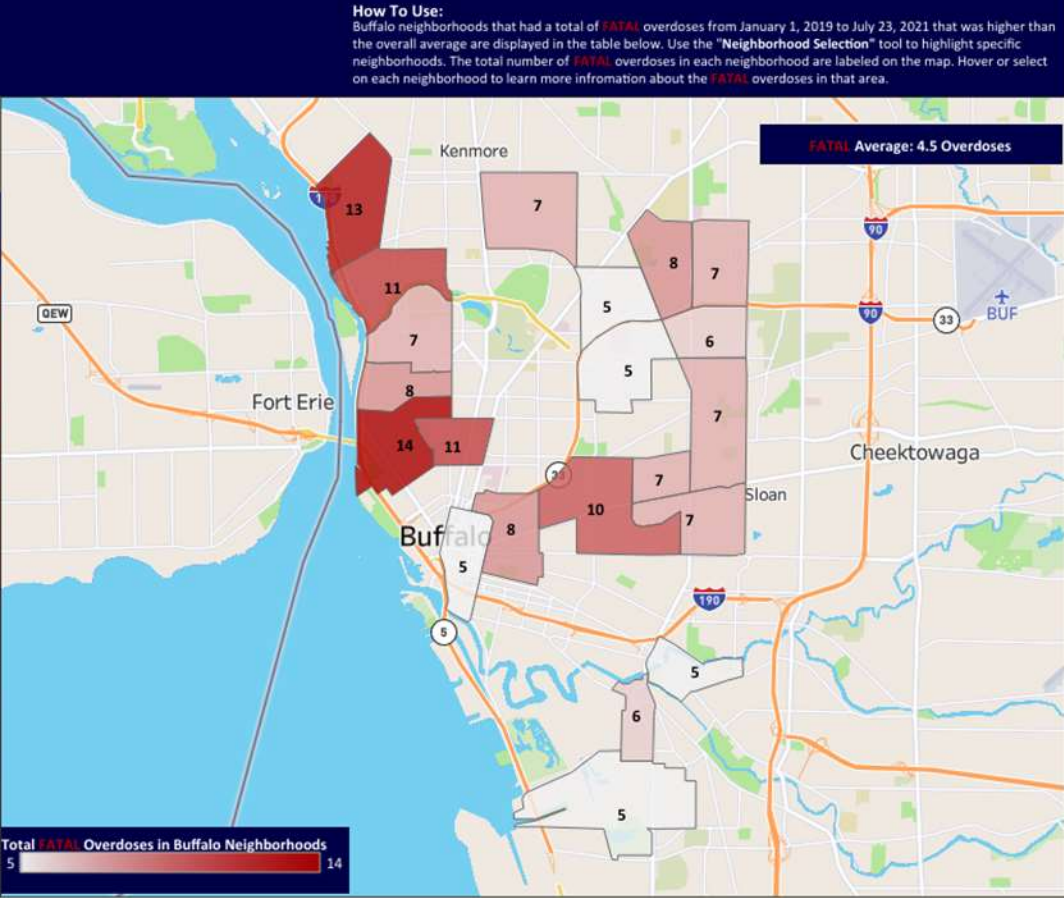 How To Use:
Buffalo neighborhoods that had a total of FATAL overdoses from January 1, 2019 to July 23, 2021 that was higher than
the overall average are displayed in the table below. Use the "Neighborhood Selection" tool to highlight specific
neighborhoods. The total number of FATAL overdoses in each neighborhood are labeled on the map. Hover or select
on each neighborhood to learn more infromation about the FATAL overdoses in that area.
Kenmore
FATAL Average: 4.5 Overdoses
13
7
90
8
7
11
5
90
33
BUF
QEW
7
6
5
8
Fort Erie
7
14
11
Cheektowaga
7
Sloan
10
8
7
Buffalo
5
190
5
5
6
5
Total FATAL Overdoses in Buffalo Neighborhoods
5
14